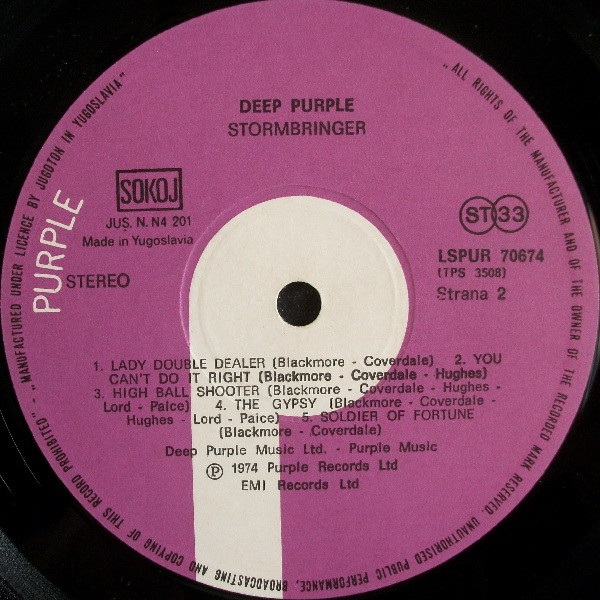 DEEP PURPLE
STORMBRINGER
SOKOJ
JUS. N. N4 201
Made in Yugoslavia
PURPLE
STEREO
ST 33
LSPUR 70674
(TPS 3508)
Strana 2
1. LADY DOUBLE DEALER (Blackmore - Coverdale) 2. YOU
CAN'T DO IT RIGHT (Blackmore - Coverdale - Hughes)
3. HIGH BALL SHOOTER (Blackmore - Coverdale - Hughes -
Lord - Paice) 4. THE GYPSY (Blackmore - Coverdale -
Hughes - Lord - Paice) 5. SOLDIER OF FORTUNE
(Blackmore - Coverdale)
Deep Purple Music Ltd. - Purple Music
Ⓟ 1974 Purple Records Ltd
EMI Records Ltd
"ALL RIGHTS OF THE MANUFACTURER AND OF THE OWNER OF THE RECORDED MARK RESERVED. UNAUTHORISED PUBLIC PERFORMANCE, BROADCASTING AND COPYING OF THIS RECORD PROHIBITED" - "MANUFACTURED UNDER LICENCE BY JUGOTON IN YUGOSLAVIA"